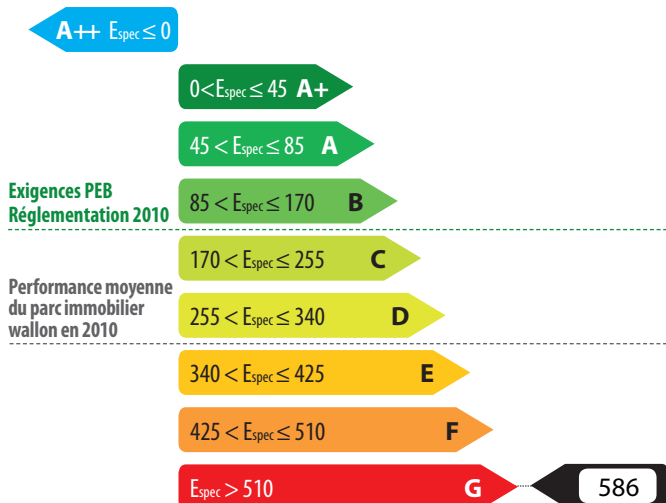 A++ Espec ≤ 0
0 < Espec ≤ 45 A+
45 < Espec ≤ 85 A
Exigences PEB
Réglementation 2010
85 < Espec ≤ 170 B
170 < Espec ≤ 255 C
Performance moyenne
du parc immobilier
wallon en 2010
255 < Espec ≤ 340 D
340 < Espec ≤ 425 E
425 < Espec ≤ 510 F
Espec > 510 G 586